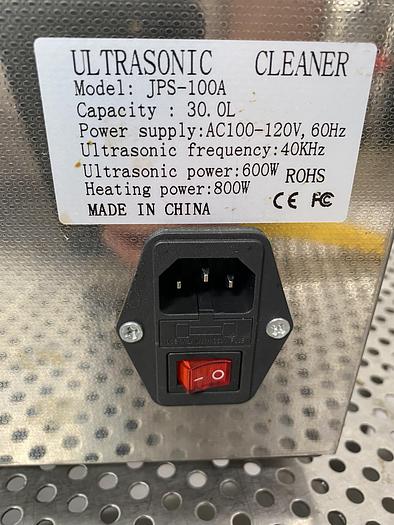 ULTRASONIC CLEANER
Model: JPS-100A
Capacity : 30.0L
Power supply:AC100-120V, 60Hz
Ultrasonic frequency:40KHz
Ultrasonic power:600W ROHS
Heating power:800W
MADE IN CHINA CE FC
– O